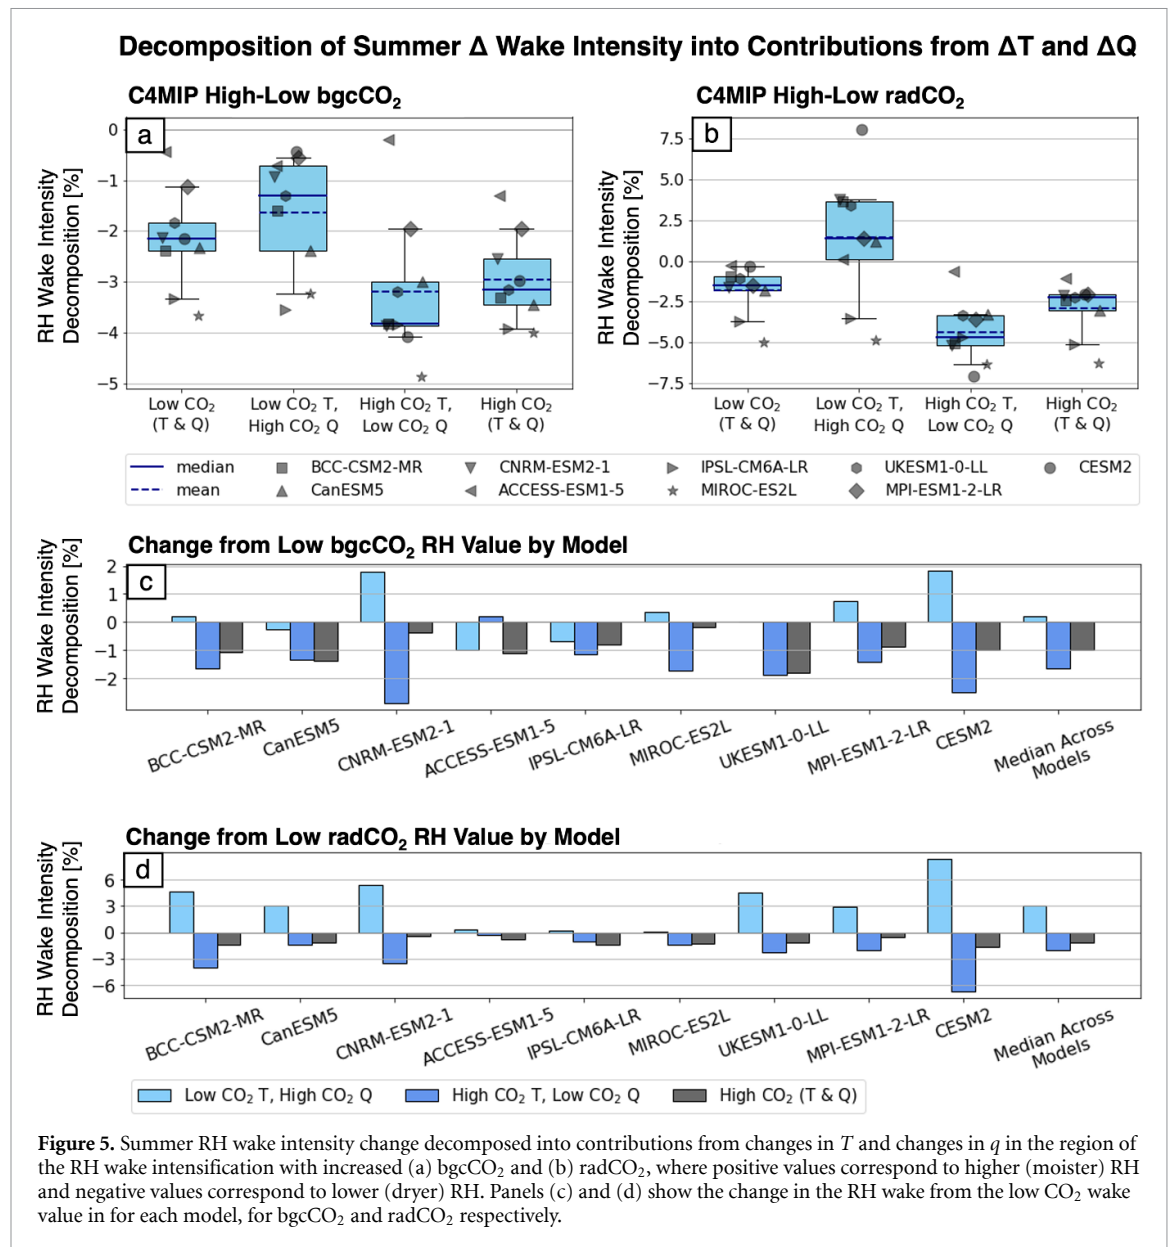 Decomposition of Summer Δ Wake Intensity into Contributions from ΔT and ΔQ
C4MIP High-Low bgcCO₂
a
RH Wake Intensity
Decomposition [%]
0
−1
−2
−3
−4
−5
Low CO₂
(T & Q)
Low CO₂ T,
High CO₂ Q
High CO₂ T,
Low CO₂ Q
High CO₂
(T & Q)
C4MIP High-Low radCO₂
b
RH Wake Intensity
Decomposition [%]
7.5
5.0
2.5
0.0
−2.5
−5.0
−7.5
Low CO₂
(T & Q)
Low CO₂ T,
High CO₂ Q
High CO₂ T,
Low CO₂ Q
High CO₂
(T & Q)
median
mean
BCC-CSM2-MR
CanESM5
CNRM-ESM2-1
ACCESS-ESM1-5
IPSL-CM6A-LR
MIROC-ES2L
UKESM1-0-LL
MPI-ESM1-2-LR
CESM2
Change from Low bgcCO₂ RH Value by Model
c
RH Wake Intensity
Decomposition [%]
2
1
0
−1
−2
BCC-CSM2-MR
CanESM5
CNRM-ESM2-1
ACCESS-ESM1-5
IPSL-CM6A-LR
MIROC-ES2L
UKESM1-0-LL
MPI-ESM1-2-LR
CESM2
Median Across
Models
Change from Low radCO₂ RH Value by Model
d
RH Wake Intensity
Decomposition [%]
6
3
0
−3
−6
BCC-CSM2-MR
CanESM5
CNRM-ESM2-1
ACCESS-ESM1-5
IPSL-CM6A-LR
MIROC-ES2L
UKESM1-0-LL
MPI-ESM1-2-LR
CESM2
Median Across
Models
Low CO₂ T, High CO₂ Q
High CO₂ T, Low CO₂ Q
High CO₂ (T & Q)
Figure 5. Summer RH wake intensity change decomposed into contributions from changes in T and changes in q in the region of
the RH wake intensification with increased (a) bgcCO₂ and (b) radCO₂, where positive values correspond to higher (moister) RH
and negative values correspond to lower (dryer) RH. Panels (c) and (d) show the change in the RH wake from the low CO₂ wake
value in for each model, for bgcCO₂ and radCO₂ respectively.